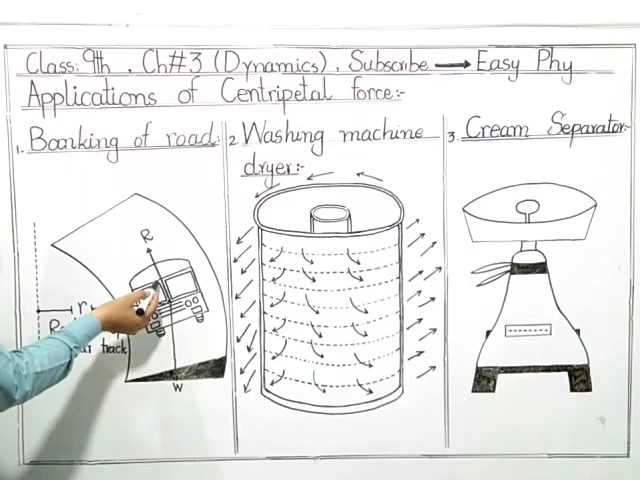 Class: 9th , Ch#3 (Dynamics) , Subscribe → Easy Phy
Applications of Centripetal force:-
1. Banking of road:
2. Washing machine
dryer:-
3. Cream Separator:-
R
r
track
W